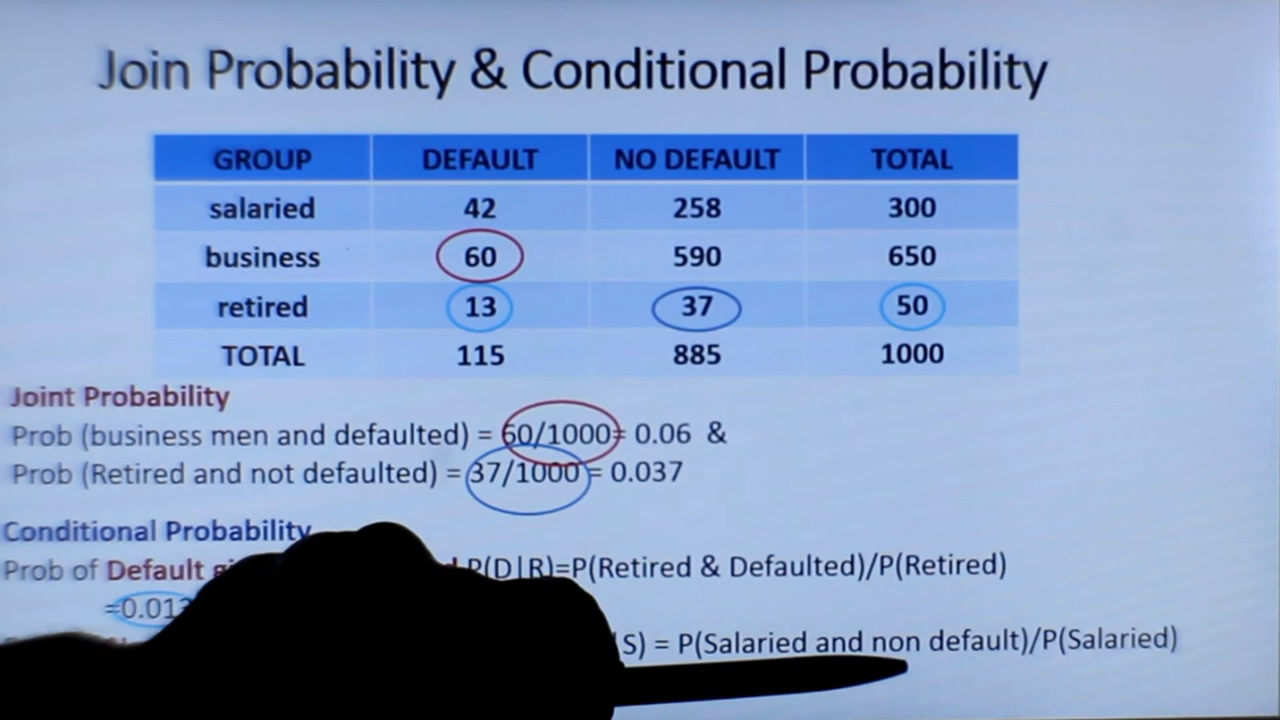 Join Probability & Conditional Probability
GROUP DEFAULT NO DEFAULT TOTAL
salaried 42 258 300
business 60 590 650
retired 13 37 50
TOTAL 115 885 1000
Joint Probability
Prob (business men and defaulted) = 60/1000= 0.06 &
Prob (Retired and not defaulted) = 37/1000 = 0.037
Conditional Probability
Prob of Default P(D|R)=P(Retired & Defaulted)/P(Retired)
=0.013
S) = P(Salaried and non default)/P(Salaried)